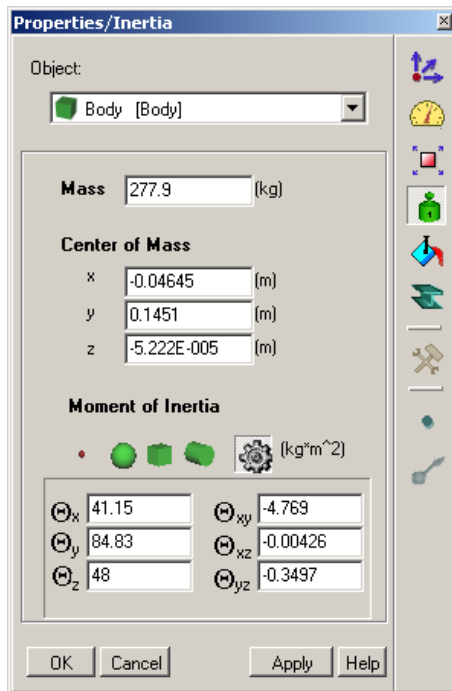 Properties/Inertia
Object:
Body [Body]
Mass 277.9 (kg)
Center of Mass
x -0.04645 (m)
y 0.1451 (m)
z -5.222E-005 (m)
Moment of Inertia
(kg*m^2)
Θx 41.15 Θxy -4.769
Θy 84.83 Θxz -0.00426
Θz 48 Θyz -0.3497
OK Cancel Apply Help
1